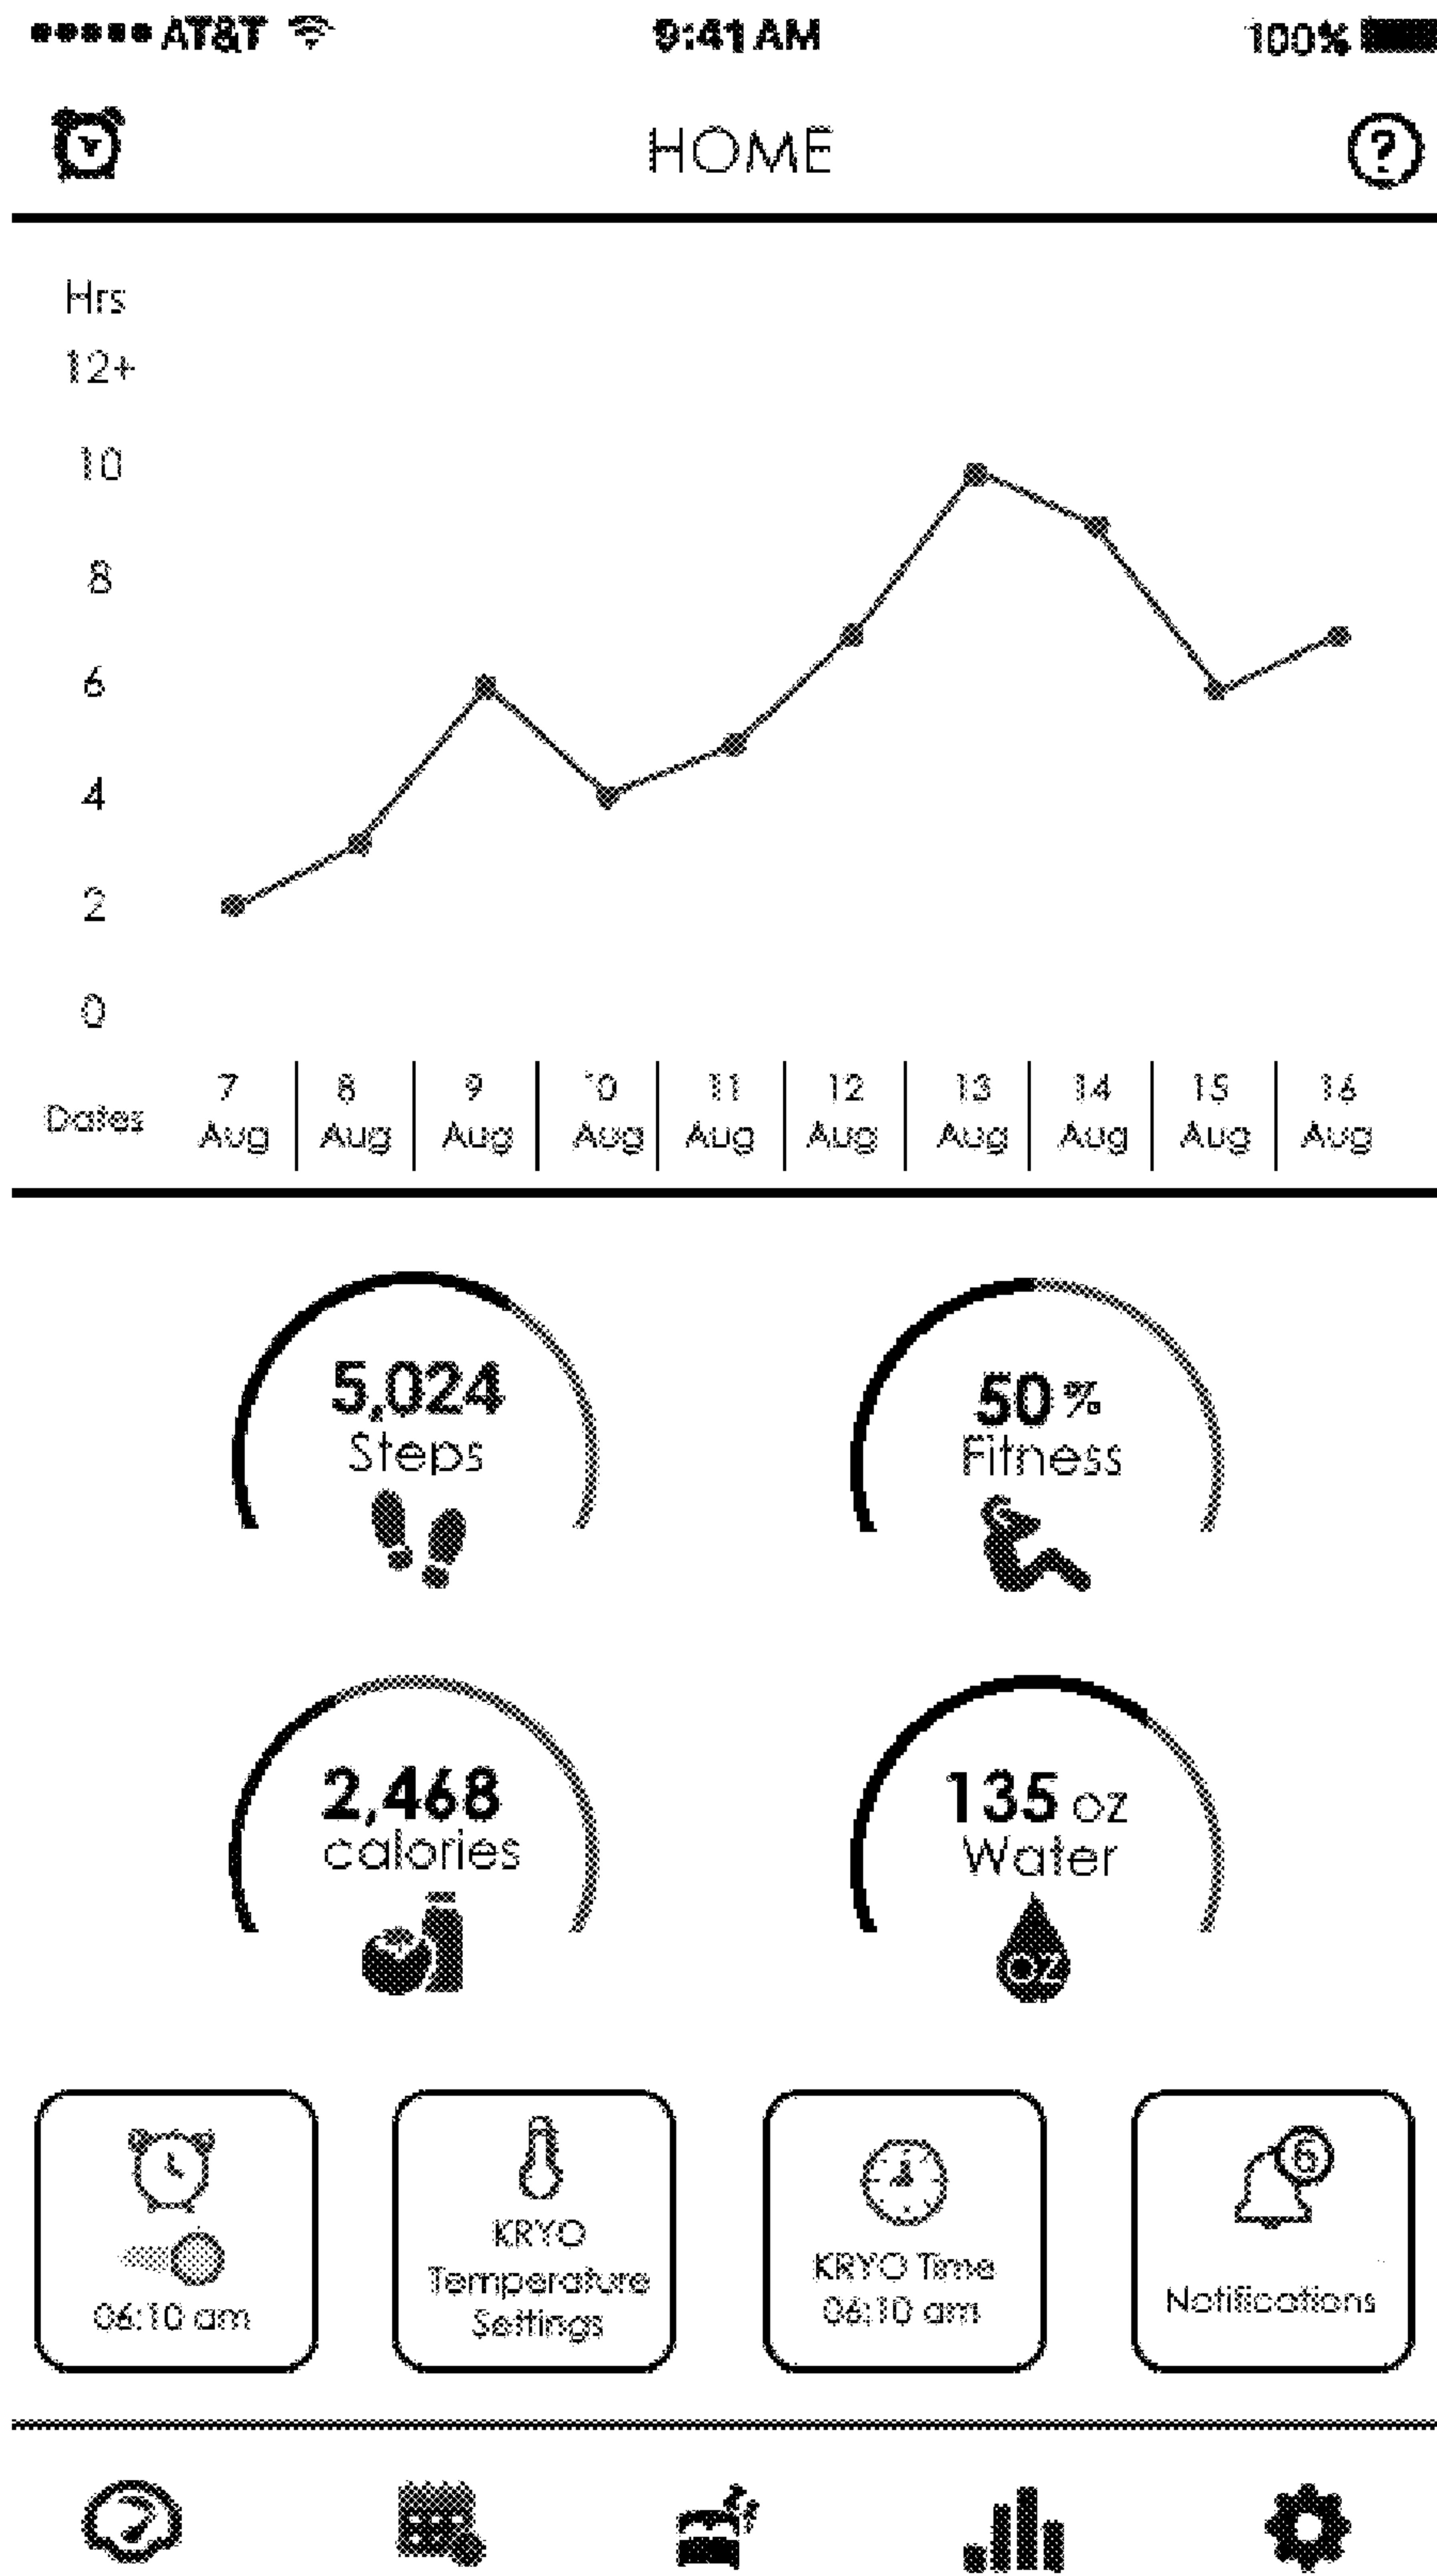 AT&T 9:41 AM 100%
HOME
?
Hrs
12+
10
8
6
4
2
0
Dates
7 Aug
8 Aug
9 Aug
10 Aug
11 Aug
12 Aug
13 Aug
14 Aug
15 Aug
16 Aug
5,024
Steps
50 %
Fitness
2,468
calories
135 oz
Water
oz
06:10 am
KRYO
Temperature
Settings
KRYO Time
06:10 am
6
Notifications